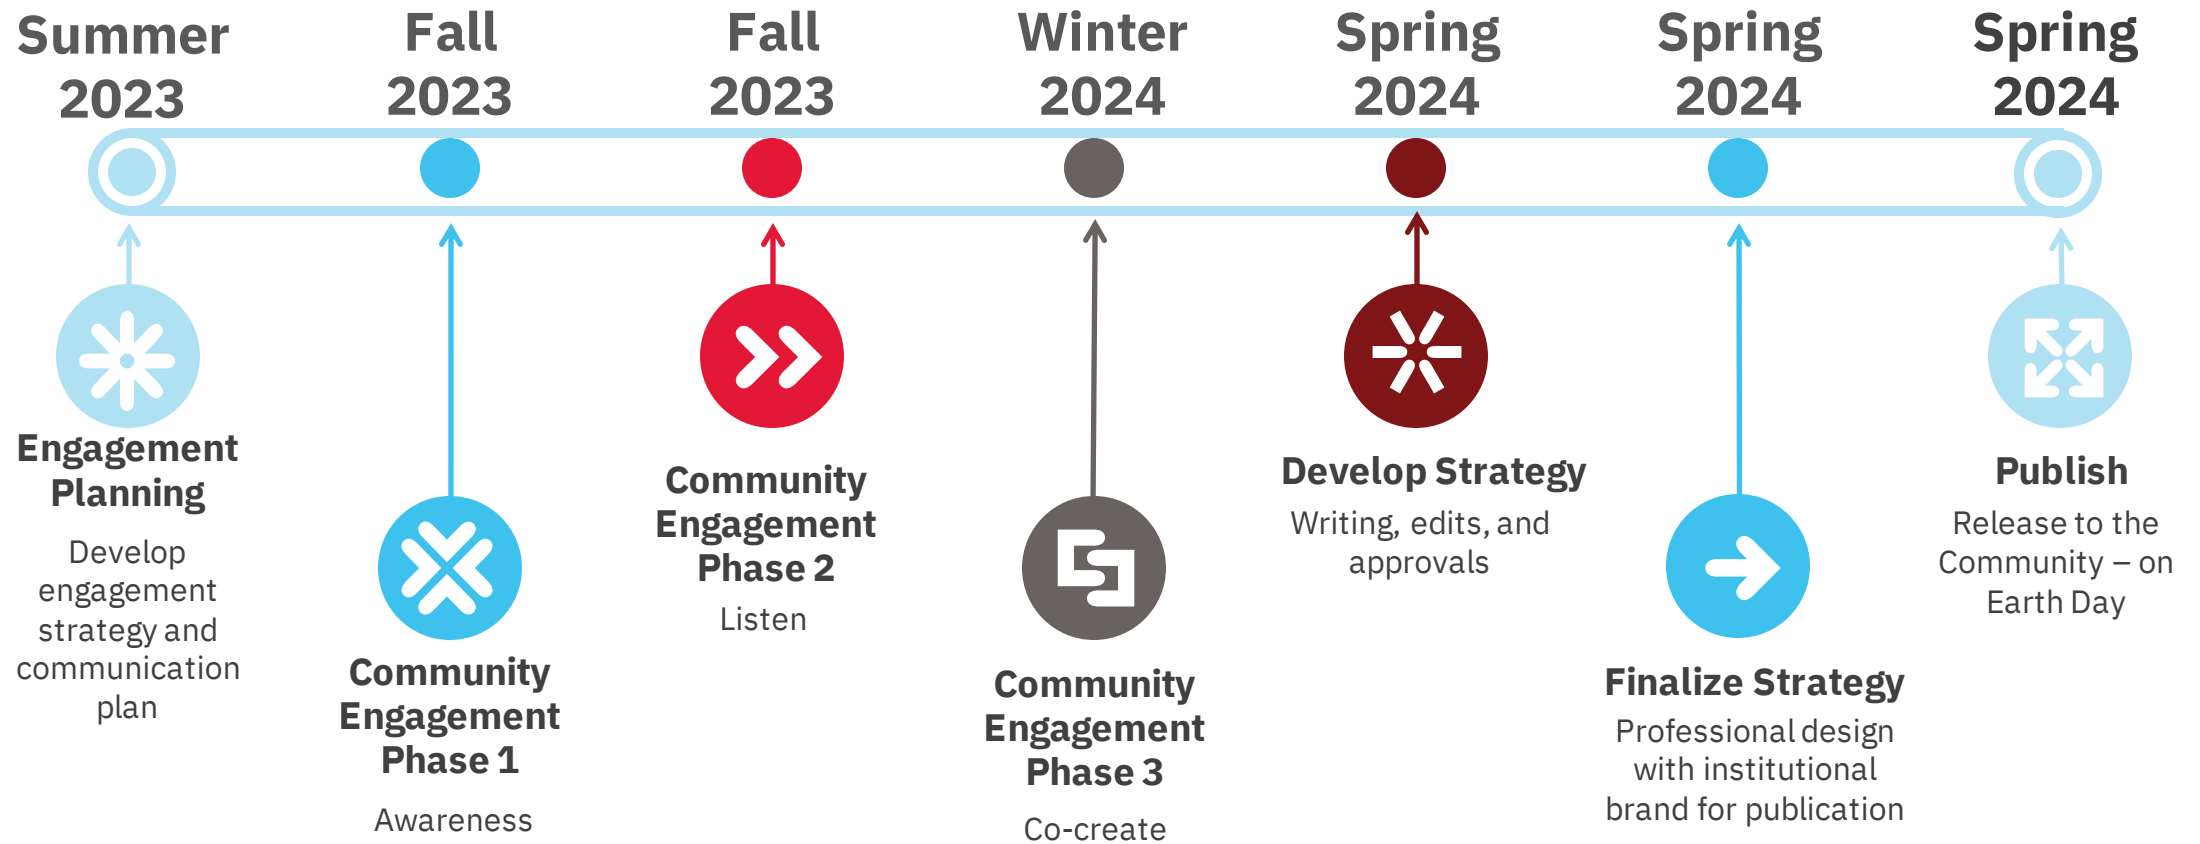 Summer
2023
Fall
2023
Fall
2023
Winter
2024
Spring
2024
Spring
2024
Spring
2024
Engagement
Planning
Develop
engagement
strategy and
communication
plan
Community
Engagement
Phase 1
Awareness
Community
Engagement
Phase 2
Listen
Community
Engagement
Phase 3
Co-create
Develop Strategy
Writing, edits, and
approvals
Finalize Strategy
Professional design
with institutional
brand for publication
Publish
Release to the
Community – on
Earth Day